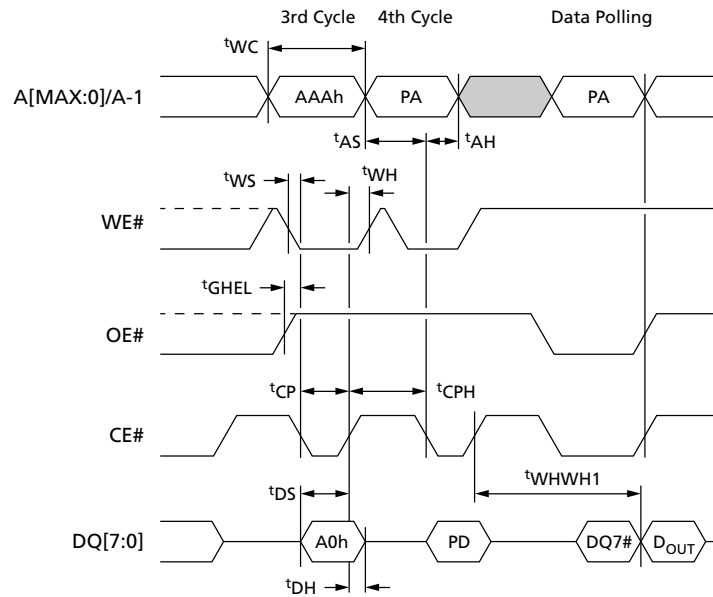 3rd Cycle 4th Cycle Data Polling
tWC
A[MAX:0]/A-1 AAAh PA PA
tAS tAH
tWS tWH
WE#
tGHEL
OE#
tCP tCPH
CE#
tWHWH1
tDS
DQ[7:0] A0h PD DQ7# DOUT
tDH